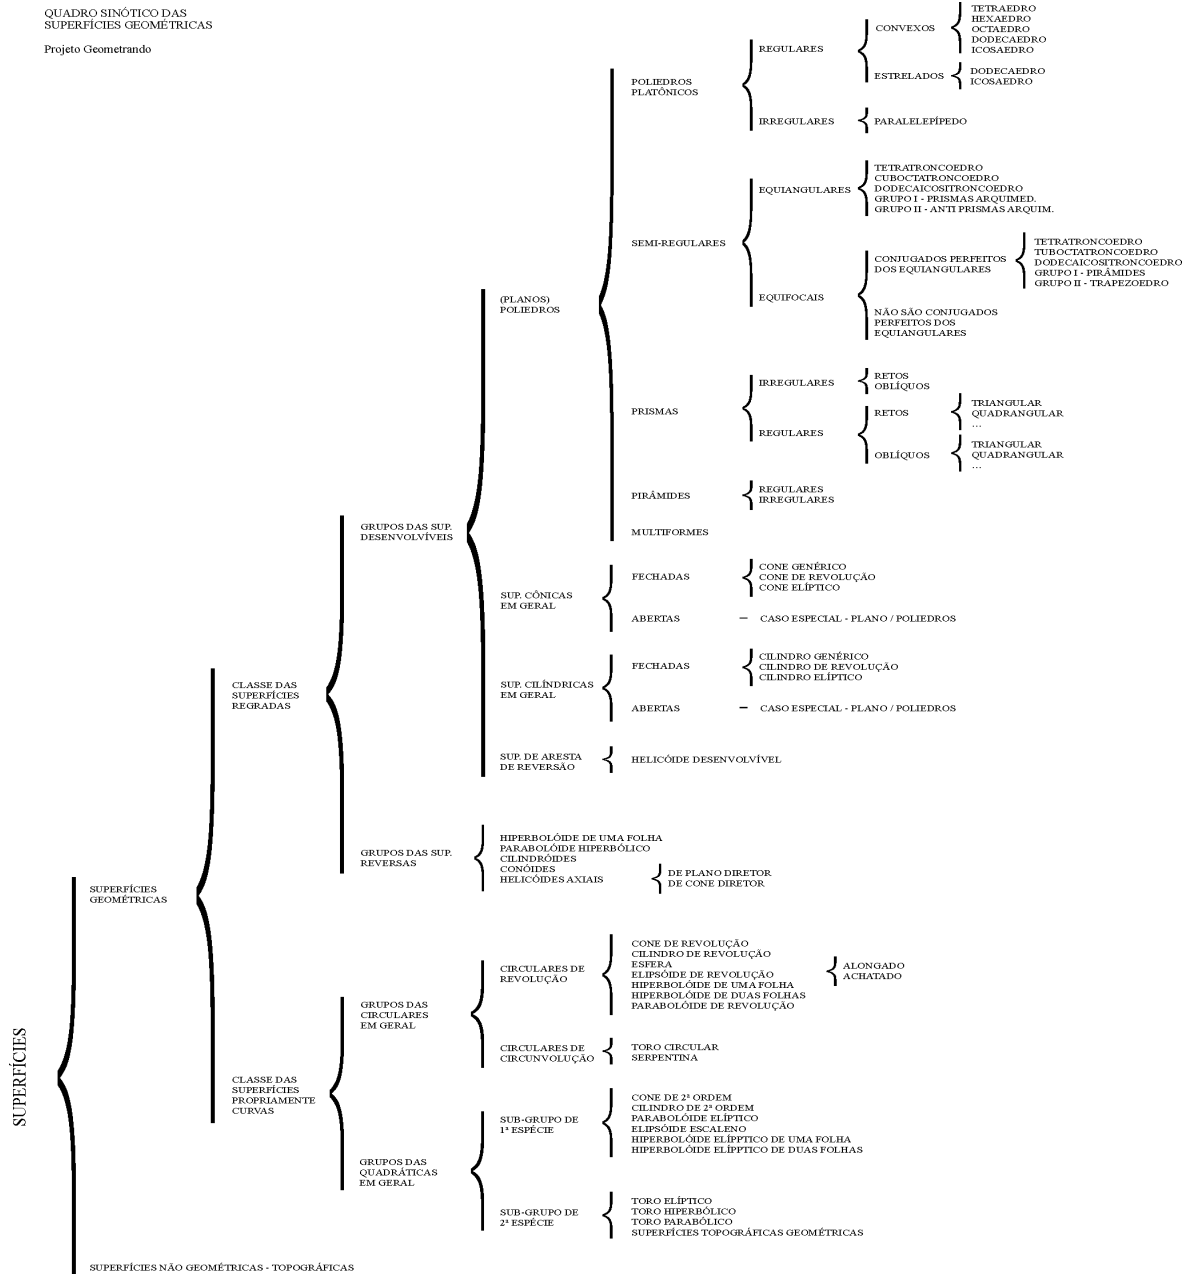 QUADRO SINÓTICO DAS
SUPERFÍCIES GEOMÉTRICAS
Projeto Geometrando
SUPERFÍCIES
SUPERFÍCIES
GEOMÉTRICAS
CLASSE DAS
SUPERFÍCIES
REGRADAS
GRUPOS DAS SUP.
DESENVOLVÍVEIS
(PLANOS)
POLIEDROS
POLIEDROS
PLATÔNICOS
REGULARES
CONVEXOS
TETRAEDRO
HEXAEDRO
OCTAEDRO
DODECAEDRO
ICOSAEDRO
ESTRELADOS
DODECAEDRO
ICOSAEDRO
IRREGULARES
PARALELEPÍPEDO
SEMI-REGULARES
EQUIANGULARES
TETRATRONCOEDRO
CUBOCTATRONCOEDRO
DODECAICOSITRONCOEDRO
GRUPO I - PRISMAS ARQUIMED.
GRUPO II - ANTI PRISMAS ARQUIM.
EQUIFOCAIS
CONJUGADOS PERFEITOS
DOS EQUIANGULARES
TETRATRONCOEDRO
TUBOCTATRONCOEDRO
DODECAICOSITRONCOEDRO
GRUPO I - PIRÂMIDES
GRUPO II - TRAPEZOEDRO
NÃO SÃO CONJUGADOS
PERFEITOS DOS
EQUIANGULARES
PRISMAS
IRREGULARES
RETOS
OBLÍQUOS
REGULARES
RETOS
TRIANGULAR
QUADRANGULAR
...
OBLÍQUOS
TRIANGULAR
QUADRANGULAR
...
PIRÂMIDES
REGULARES
IRREGULARES
MULTIFORMES
SUP. CÔNICAS
EM GERAL
FECHADAS
CONE GENÉRICO
CONE DE REVOLUÇÃO
CONE ELÍPTICO
ABERTAS
– CASO ESPECIAL - PLANO / POLIEDROS
SUP. CILÍNDRICAS
EM GERAL
FECHADAS
CILINDRO GENÉRICO
CILINDRO DE REVOLUÇÃO
CILINDRO ELÍPTICO
ABERTAS
– CASO ESPECIAL - PLANO / POLIEDROS
SUP. DE ARESTA
DE REVERSÃO
HELICÓIDE DESENVOLVÍVEL
GRUPOS DAS SUP.
REVERSAS
HIPERBOLÓIDE DE UMA FOLHA
PARABOLÓIDE HIPERBÓLICO
CILINDRÓIDES
CONÓIDES
HELICÓIDES AXIAIS
DE PLANO DIRETOR
DE CONE DIRETOR
CLASSE DAS
SUPERFÍCIES
PROPRIAMENTE
CURVAS
GRUPOS DAS
CIRCULARES
EM GERAL
CIRCULARES DE
REVOLUÇÃO
CONE DE REVOLUÇÃO
CILINDRO DE REVOLUÇÃO
ESFERA
ELIPSÓIDE DE REVOLUÇÃO
HIPERBOLÓIDE DE UMA FOLHA
HIPERBOLÓIDE DE DUAS FOLHAS
PARABOLÓIDE DE REVOLUÇÃO
ALONGADO
ACHATADO
CIRCULARES DE
CIRCUNVOLUÇÃO
TORO CIRCULAR
SERPENTINA
GRUPOS DAS
QUADRÁTICAS
EM GERAL
SUB-GRUPO DE
1ª ESPÉCIE
CONE DE 2ª ORDEM
CILINDRO DE 2ª ORDEM
PARABOLÓIDE ELÍPTICO
ELIPSÓIDE ESCALENO
HIPERBOLÓIDE ELÍPPTICO DE UMA FOLHA
HIPERBOLÓIDE ELÍPPTICO DE DUAS FOLHAS
SUB-GRUPO DE
2ª ESPÉCIE
TORO ELÍPTICO
TORO HIPERBÓLICO
TORO PARABÓLICO
SUPERFÍCIES TOPOGRÁFICAS GEOMÉTRICAS
SUPERFÍCIES NÃO GEOMÉTRICAS - TOPOGRÁFICAS